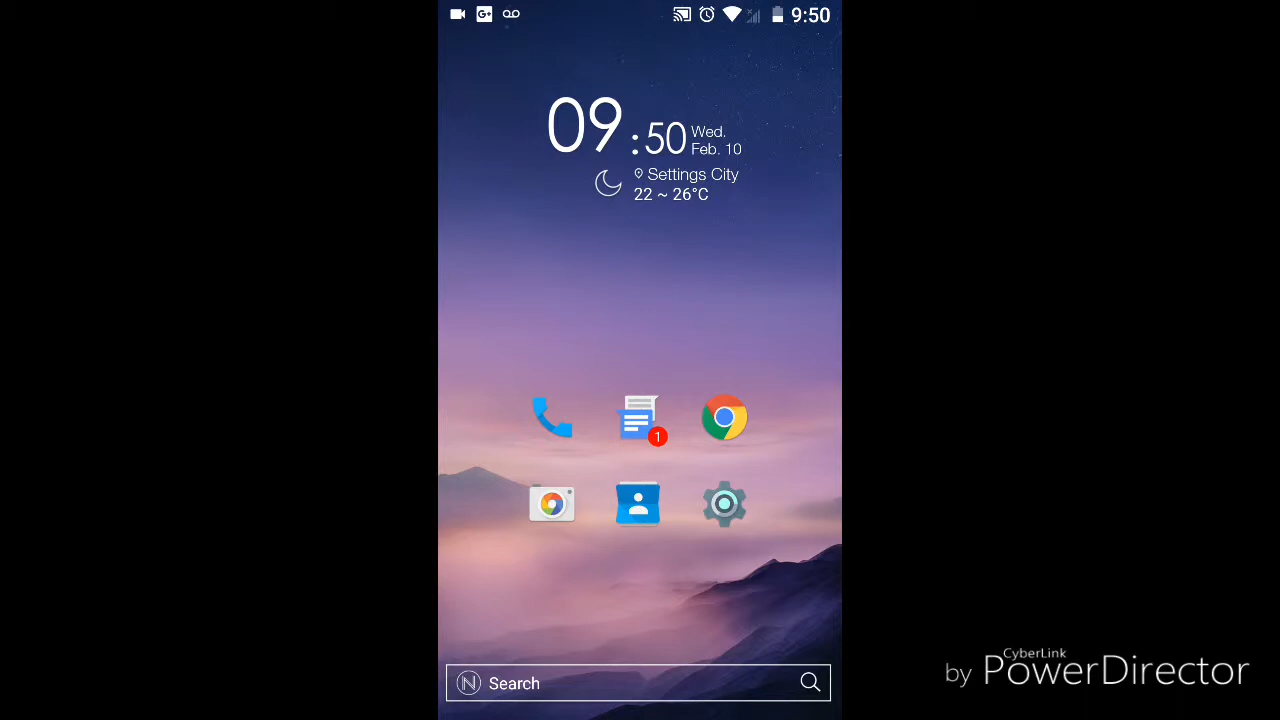 G+
9:50
09:50
Wed.
Feb. 10
Settings City
22 ~ 26°C
1
N Search
CyberLink
by PowerDirector